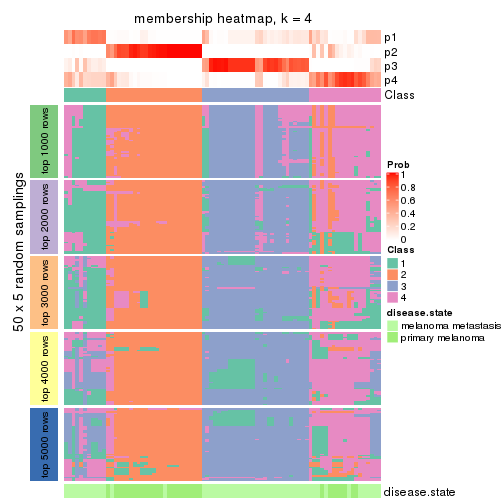 membership heatmap, k = 4
p1
p2
p3
p4
Class
50 x 5 random samplings
top 1000 rows
top 2000 rows
top 3000 rows
top 4000 rows
top 5000 rows
Prob
1
0.8
0.6
0.4
0.2
0
Class
1
2
3
4
disease.state
melanoma metastasis
primary melanoma
disease.state